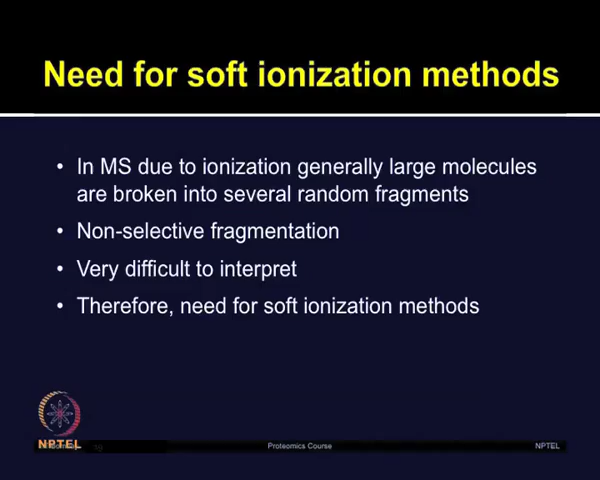 Need for soft ionization methods
• In MS due to ionization generally large molecules
are broken into several random fragments
• Non-selective fragmentation
• Very difficult to interpret
• Therefore, need for soft ionization methods
NPTEL
Proteomics Course
NPTEL